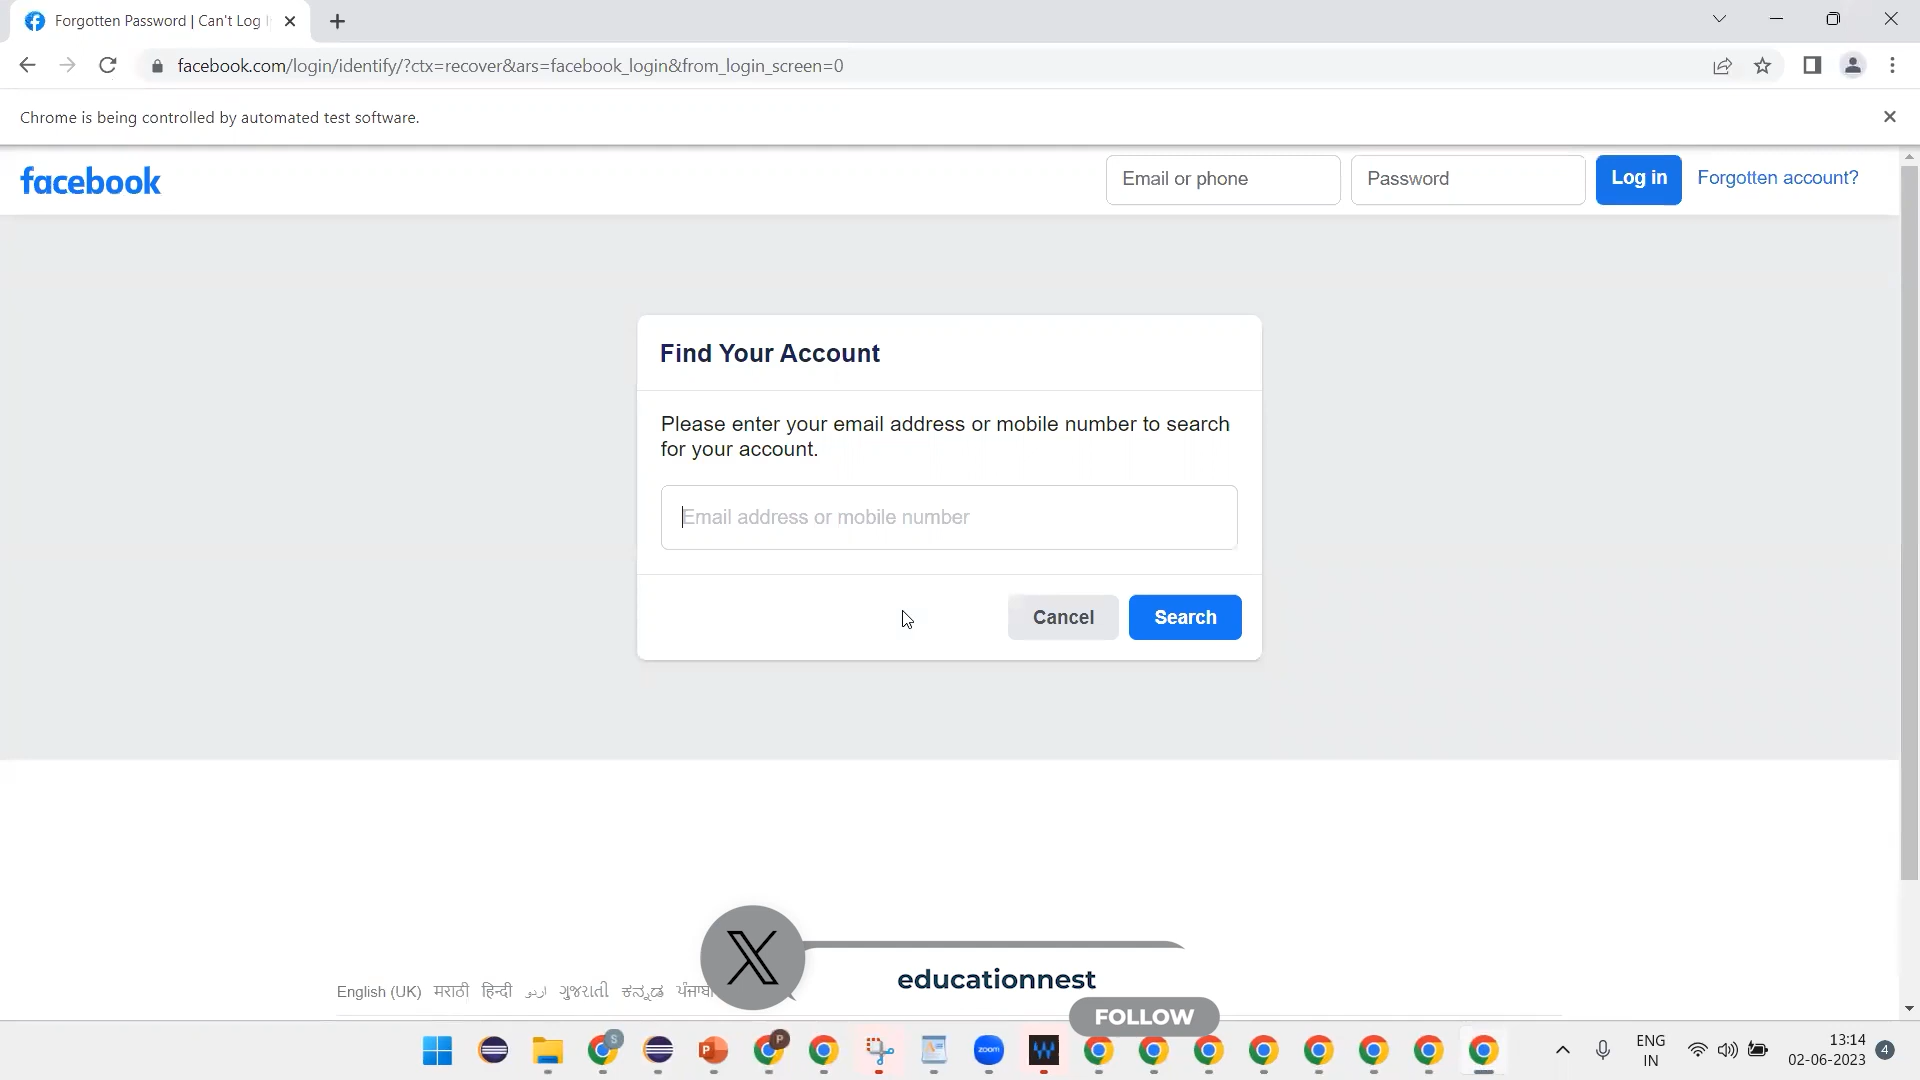 Forgotten Password | Can't Log I
facebook.com/login/identify/?ctx=recover&ars=facebook_login&from_login_screen=0
Chrome is being controlled by automated test software.
facebook
Email or phone
Password
Log in
Forgotten account?
Find Your Account
Please enter your email address or mobile number to search
for your account.
Email address or mobile number
Cancel
Search
educationnest
English (UK) मराठी हिन्दी اردو ગુજરાતી ಕನ್ನಡ
FOLLOW
S
P
P
zoom
W
ENG
IN
13:14
02-06-2023
4